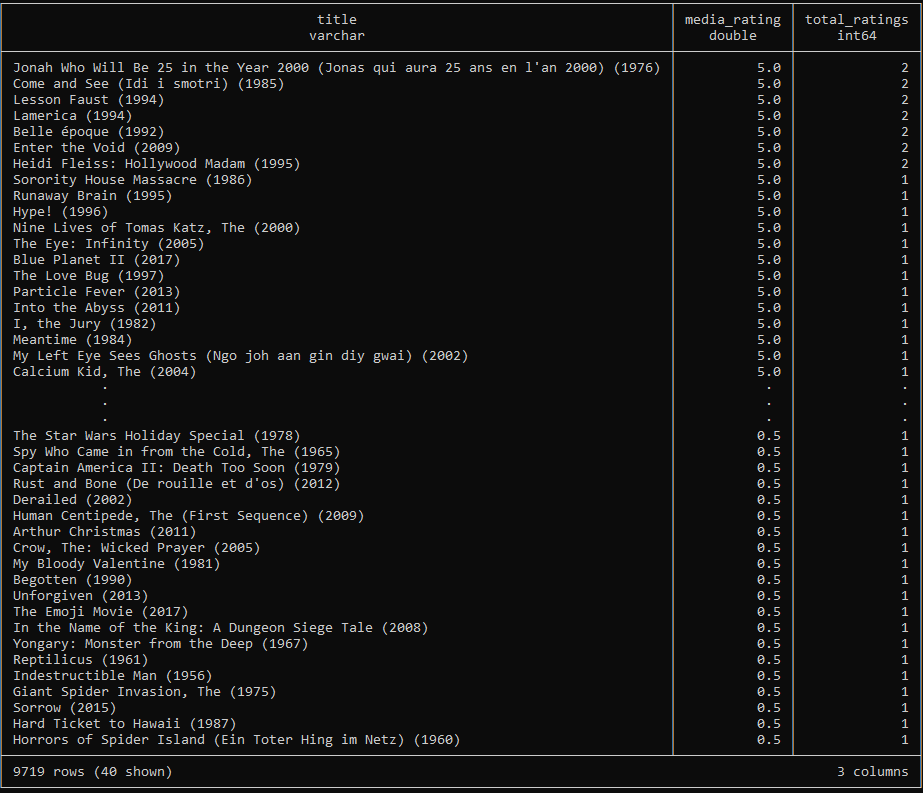 title media_rating total_ratings
varchar double int64
Jonah Who Will Be 25 in the Year 2000 (Jonas qui aura 25 ans en l'an 2000) (1976) 5.0 2
Come and See (Idi i smotri) (1985) 5.0 2
Lesson Faust (1994) 5.0 2
Lamerica (1994) 5.0 2
Belle époque (1992) 5.0 2
Enter the Void (2009) 5.0 2
Heidi Fleiss: Hollywood Madam (1995) 5.0 2
Sorority House Massacre (1986) 5.0 1
Runaway Brain (1995) 5.0 1
Hype! (1996) 5.0 1
Nine Lives of Tomas Katz, The (2000) 5.0 1
The Eye: Infinity (2005) 5.0 1
Blue Planet II (2017) 5.0 1
The Love Bug (1997) 5.0 1
Particle Fever (2013) 5.0 1
Into the Abyss (2011) 5.0 1
I, the Jury (1982) 5.0 1
Meantime (1984) 5.0 1
My Left Eye Sees Ghosts (Ngo joh aan gin diy gwai) (2002) 5.0 1
Calcium Kid, The (2004) 5.0 1
. . .
. . .
. . .
The Star Wars Holiday Special (1978) 0.5 1
Spy Who Came in from the Cold, The (1965) 0.5 1
Captain America II: Death Too Soon (1979) 0.5 1
Rust and Bone (De rouille et d'os) (2012) 0.5 1
Derailed (2002) 0.5 1
Human Centipede, The (First Sequence) (2009) 0.5 1
Arthur Christmas (2011) 0.5 1
Crow, The: Wicked Prayer (2005) 0.5 1
My Bloody Valentine (1981) 0.5 1
Begotten (1990) 0.5 1
Unforgiven (2013) 0.5 1
The Emoji Movie (2017) 0.5 1
In the Name of the King: A Dungeon Siege Tale (2008) 0.5 1
Yongary: Monster from the Deep (1967) 0.5 1
Reptilicus (1961) 0.5 1
Indestructible Man (1956) 0.5 1
Giant Spider Invasion, The (1975) 0.5 1
Sorrow (2015) 0.5 1
Hard Ticket to Hawaii (1987) 0.5 1
Horrors of Spider Island (Ein Toter Hing im Netz) (1960) 0.5 1
9719 rows (40 shown) 3 columns